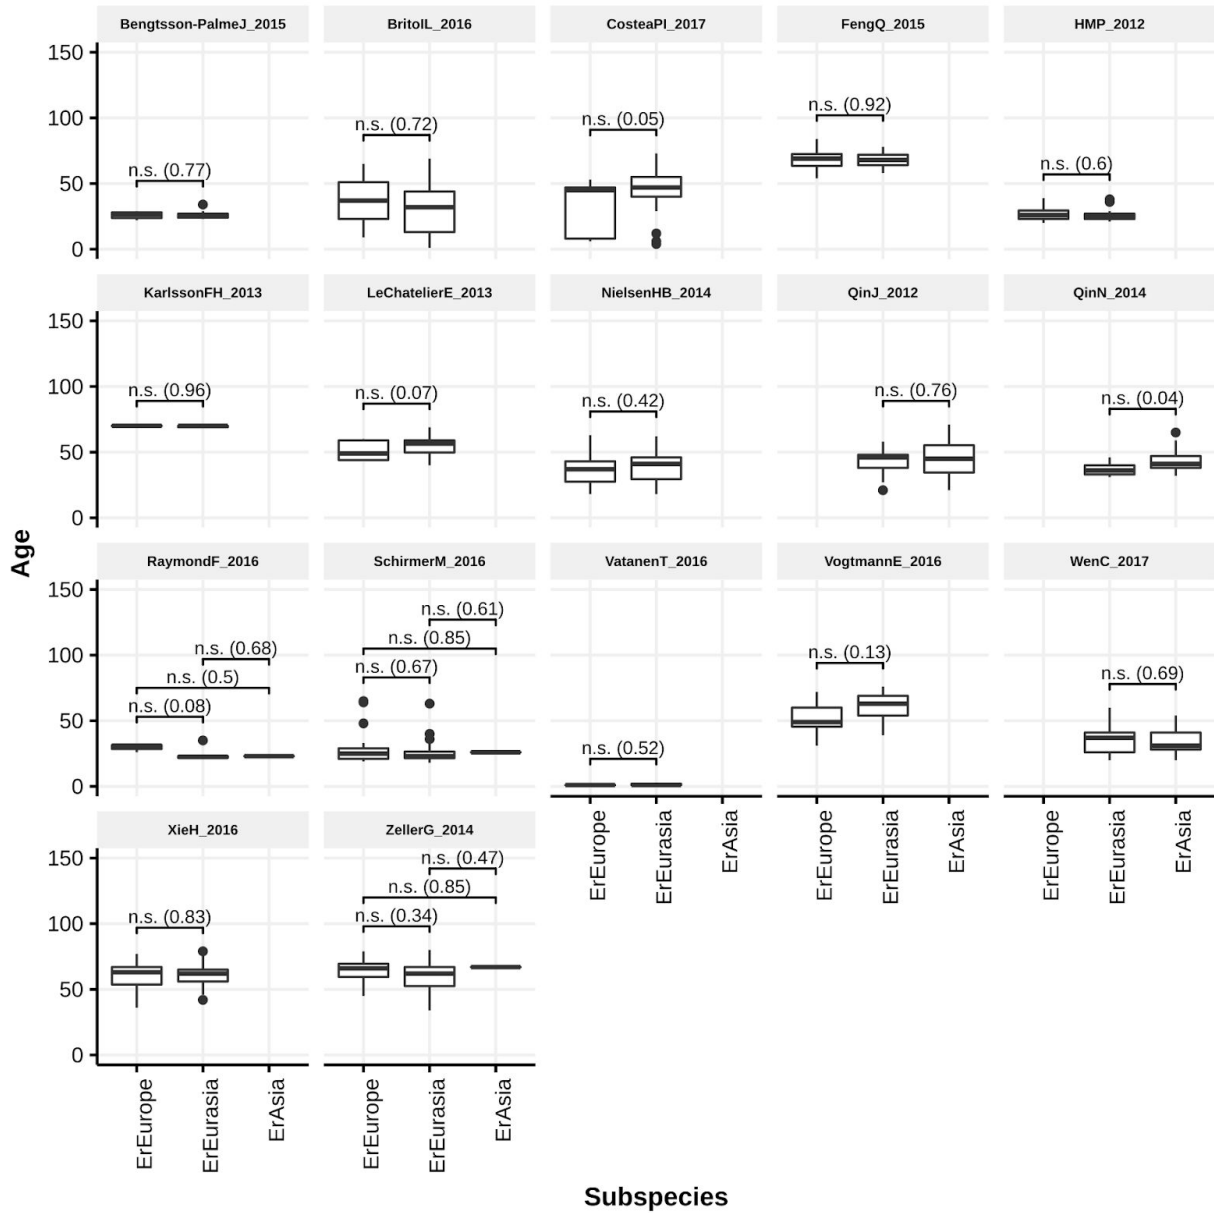 Bengtsson-PalmeJ_2015 BritolL_2016 CosteaPI_2017 FengQ_2015 HMP_2012
150
100
50
0
n.s. (0.77) n.s. (0.72) n.s. (0.05) n.s. (0.92) n.s. (0.6)
KarlssonFH_2013 LeChatelierE_2013 NielsenHB_2014 QinJ_2012 QinN_2014
150
100
50
0
n.s. (0.96) n.s. (0.07) n.s. (0.42) n.s. (0.76) n.s. (0.04)
Age
RaymondF_2016 SchirmerM_2016 VatanenT_2016 VogtmannE_2016 WenC_2017
150
100
50
0
n.s. (0.68)
n.s. (0.5)
n.s. (0.08)
n.s. (0.61)
n.s. (0.85)
n.s. (0.67)
n.s. (0.52)
n.s. (0.13)
n.s. (0.69)
ErEurope ErEurasia ErAsia ErEurope ErEurasia ErAsia ErEurope ErEurasia ErAsia
XieH_2016 ZellerG_2014
150
100
50
0
n.s. (0.83)
n.s. (0.47)
n.s. (0.85)
n.s. (0.34)
ErEurope ErEurasia ErAsia ErEurope ErEurasia ErAsia
Subspecies